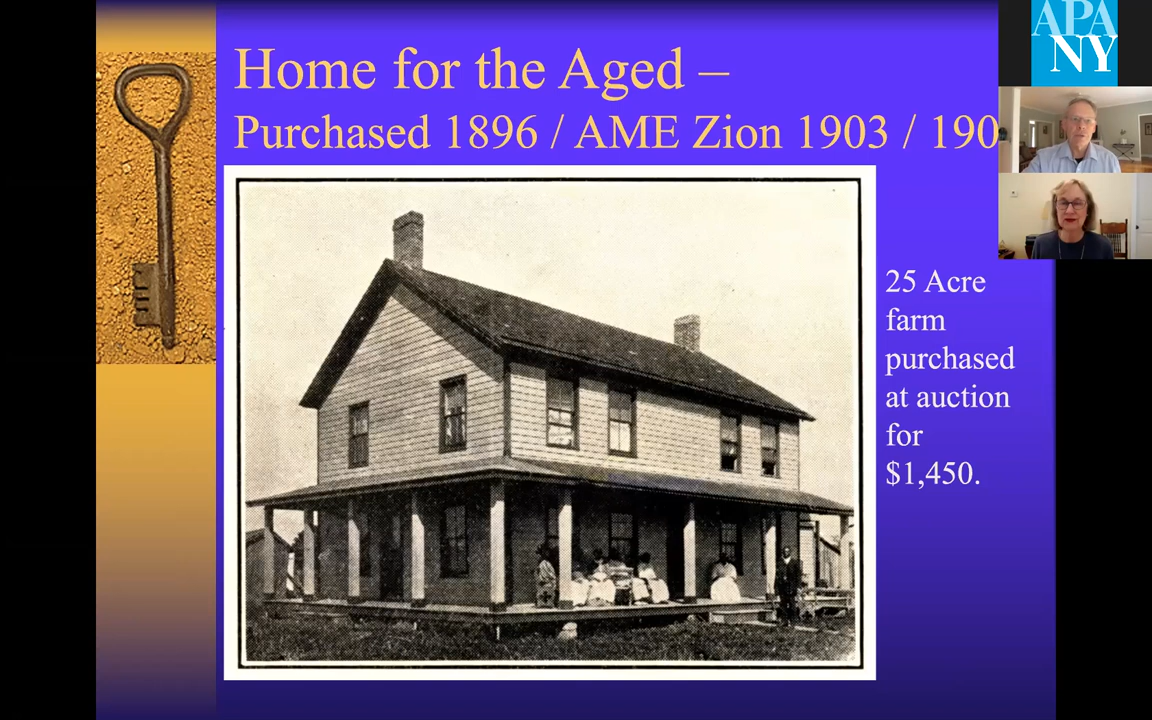 Home for the Aged –
Purchased 1896 / AME Zion 1903 / 190
25 Acre
farm
purchased
at auction
for
$1,450.
APA
NY